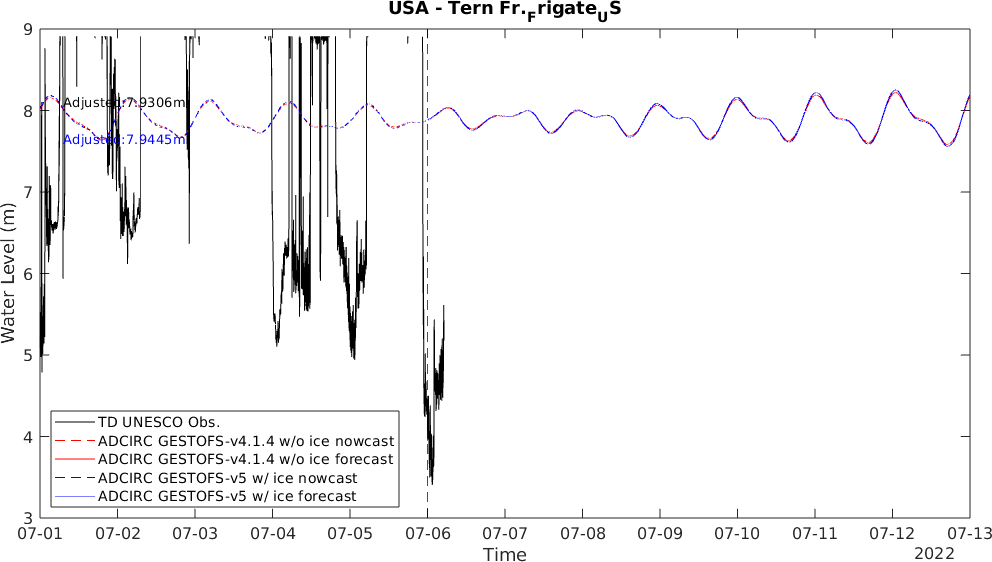 USA - Tern Fr.FrigateUS
9
8
7
6
5
4
3
Water Level (m)
Adjusted:7.9306m
Adjusted:7.9445m
TD UNESCO Obs.
ADCIRC GESTOFS-v4.1.4 w/o ice nowcast
ADCIRC GESTOFS-v4.1.4 w/o ice forecast
ADCIRC GESTOFS-v5 w/ ice nowcast
ADCIRC GESTOFS-v5 w/ ice forecast
07-01 07-02 07-03 07-04 07-05 07-06 07-07 07-08 07-09 07-10 07-11 07-12 07-13
Time
2022